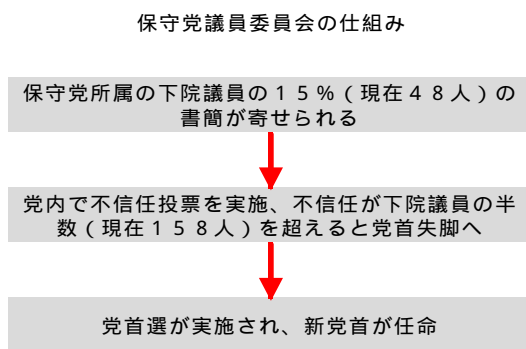 保守党議員委員会の仕組み
保守党所属の下院議員の１５％（現在４８人）の
書簡が寄せられる
党内で不信任投票を実施、不信任が下院議員の半
数（現在１５８人）を超えると党首失脚へ
党首選が実施され、新党首が任命